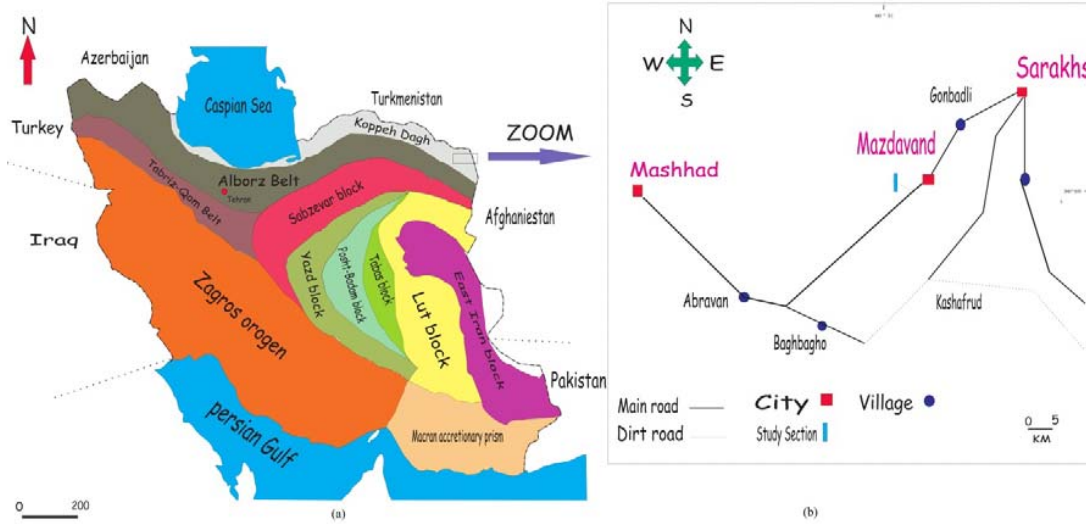 N
Azerbaijan
Caspian Sea
Turkmenistan
Koppeh Dagh
ZOOM
Turkey
Alborz Belt
Tehran
Tabriz-Qom Belt
Sabzevar block
Afghaniestan
Iraq
Yazd block
Posht-Badam block
Tabas block
Lut block
East Iran block
Zagros orogen
Pakistan
persian Gulf
Macran accretionary prism
0 200
(a)
N
W E
S
Sarakhs
Gonbadli
Mazdavand
Mashhad
Abravan
Kashafrud
Baghbagho
Main road
City
Village
Dirt road
Study Section
0 5
KM
(b)